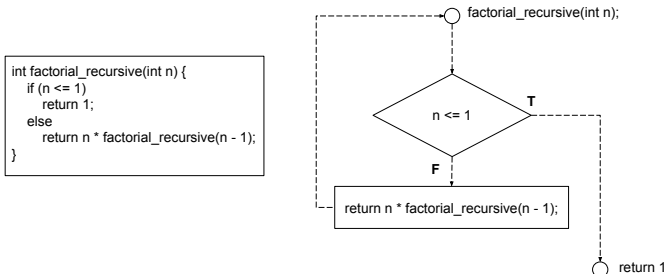 int factorial_recursive(int n) {
if (n <= 1)
return 1;
else
return n * factorial_recursive(n - 1);
}
factorial_recursive(int n);
n <= 1
T
F
return n * factorial_recursive(n - 1);
return 1